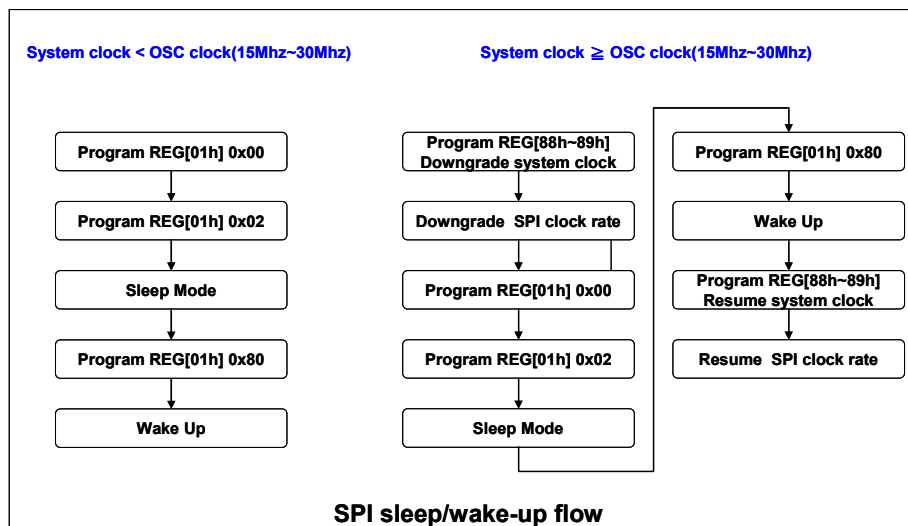 System clock < OSC clock(15Mhz~30Mhz)
Program REG[01h] 0x00
Program REG[01h] 0x02
Sleep Mode
Program REG[01h] 0x80
Wake Up
System clock ≧ OSC clock(15Mhz~30Mhz)
Program REG[88h~89h]
Downgrade system clock
Downgrade SPI clock rate
Program REG[01h] 0x00
Program REG[01h] 0x02
Sleep Mode
Program REG[01h] 0x80
Wake Up
Program REG[88h~89h]
Resume system clock
Resume SPI clock rate
SPI sleep/wake-up flow